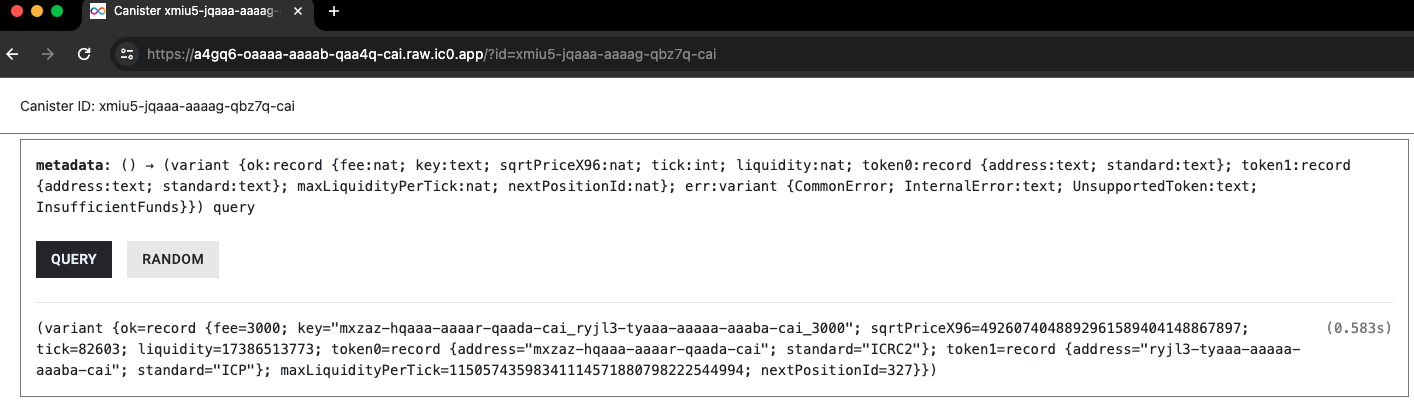 Canister xmiu5-jqaaa-aaaag-
https://a4gq6-oaaaa-aaaab-qaa4q-cai.raw.ic0.app/?id=xmiu5-jqaaa-aaaag-qbz7q-cai
Canister ID: xmiu5-jqaaa-aaaag-qbz7q-cai
metadata: () → (variant {ok:record {fee:nat; key:text; sqrtPriceX96:nat; tick:int; liquidity:nat; token0:record {address:text; standard:text}; token1:record
{address:text; standard:text}; maxLiquidityPerTick:nat; nextPositionId:nat}; err:variant {CommonError; InternalError:text; UnsupportedToken:text;
InsufficientFunds}}) query
QUERY RANDOM
(variant {ok=record {fee=3000; key="mxzaz-hqaaa-aaaar-qaada-cai_ryjl3-tyaaa-aaaaa-aaaba-cai_3000"; sqrtPriceX96=4926074048892961589404148867897; (0.583s)
tick=82603; liquidity=17386513773; token0=record {address="mxzaz-hqaaa-aaaar-qaada-cai"; standard="ICRC2"}; token1=record {address="ryjl3-tyaaa-aaaaa-
aaaba-cai"; standard="ICP"}; maxLiquidityPerTick=11505743598341114571880798222544994; nextPositionId=327}})